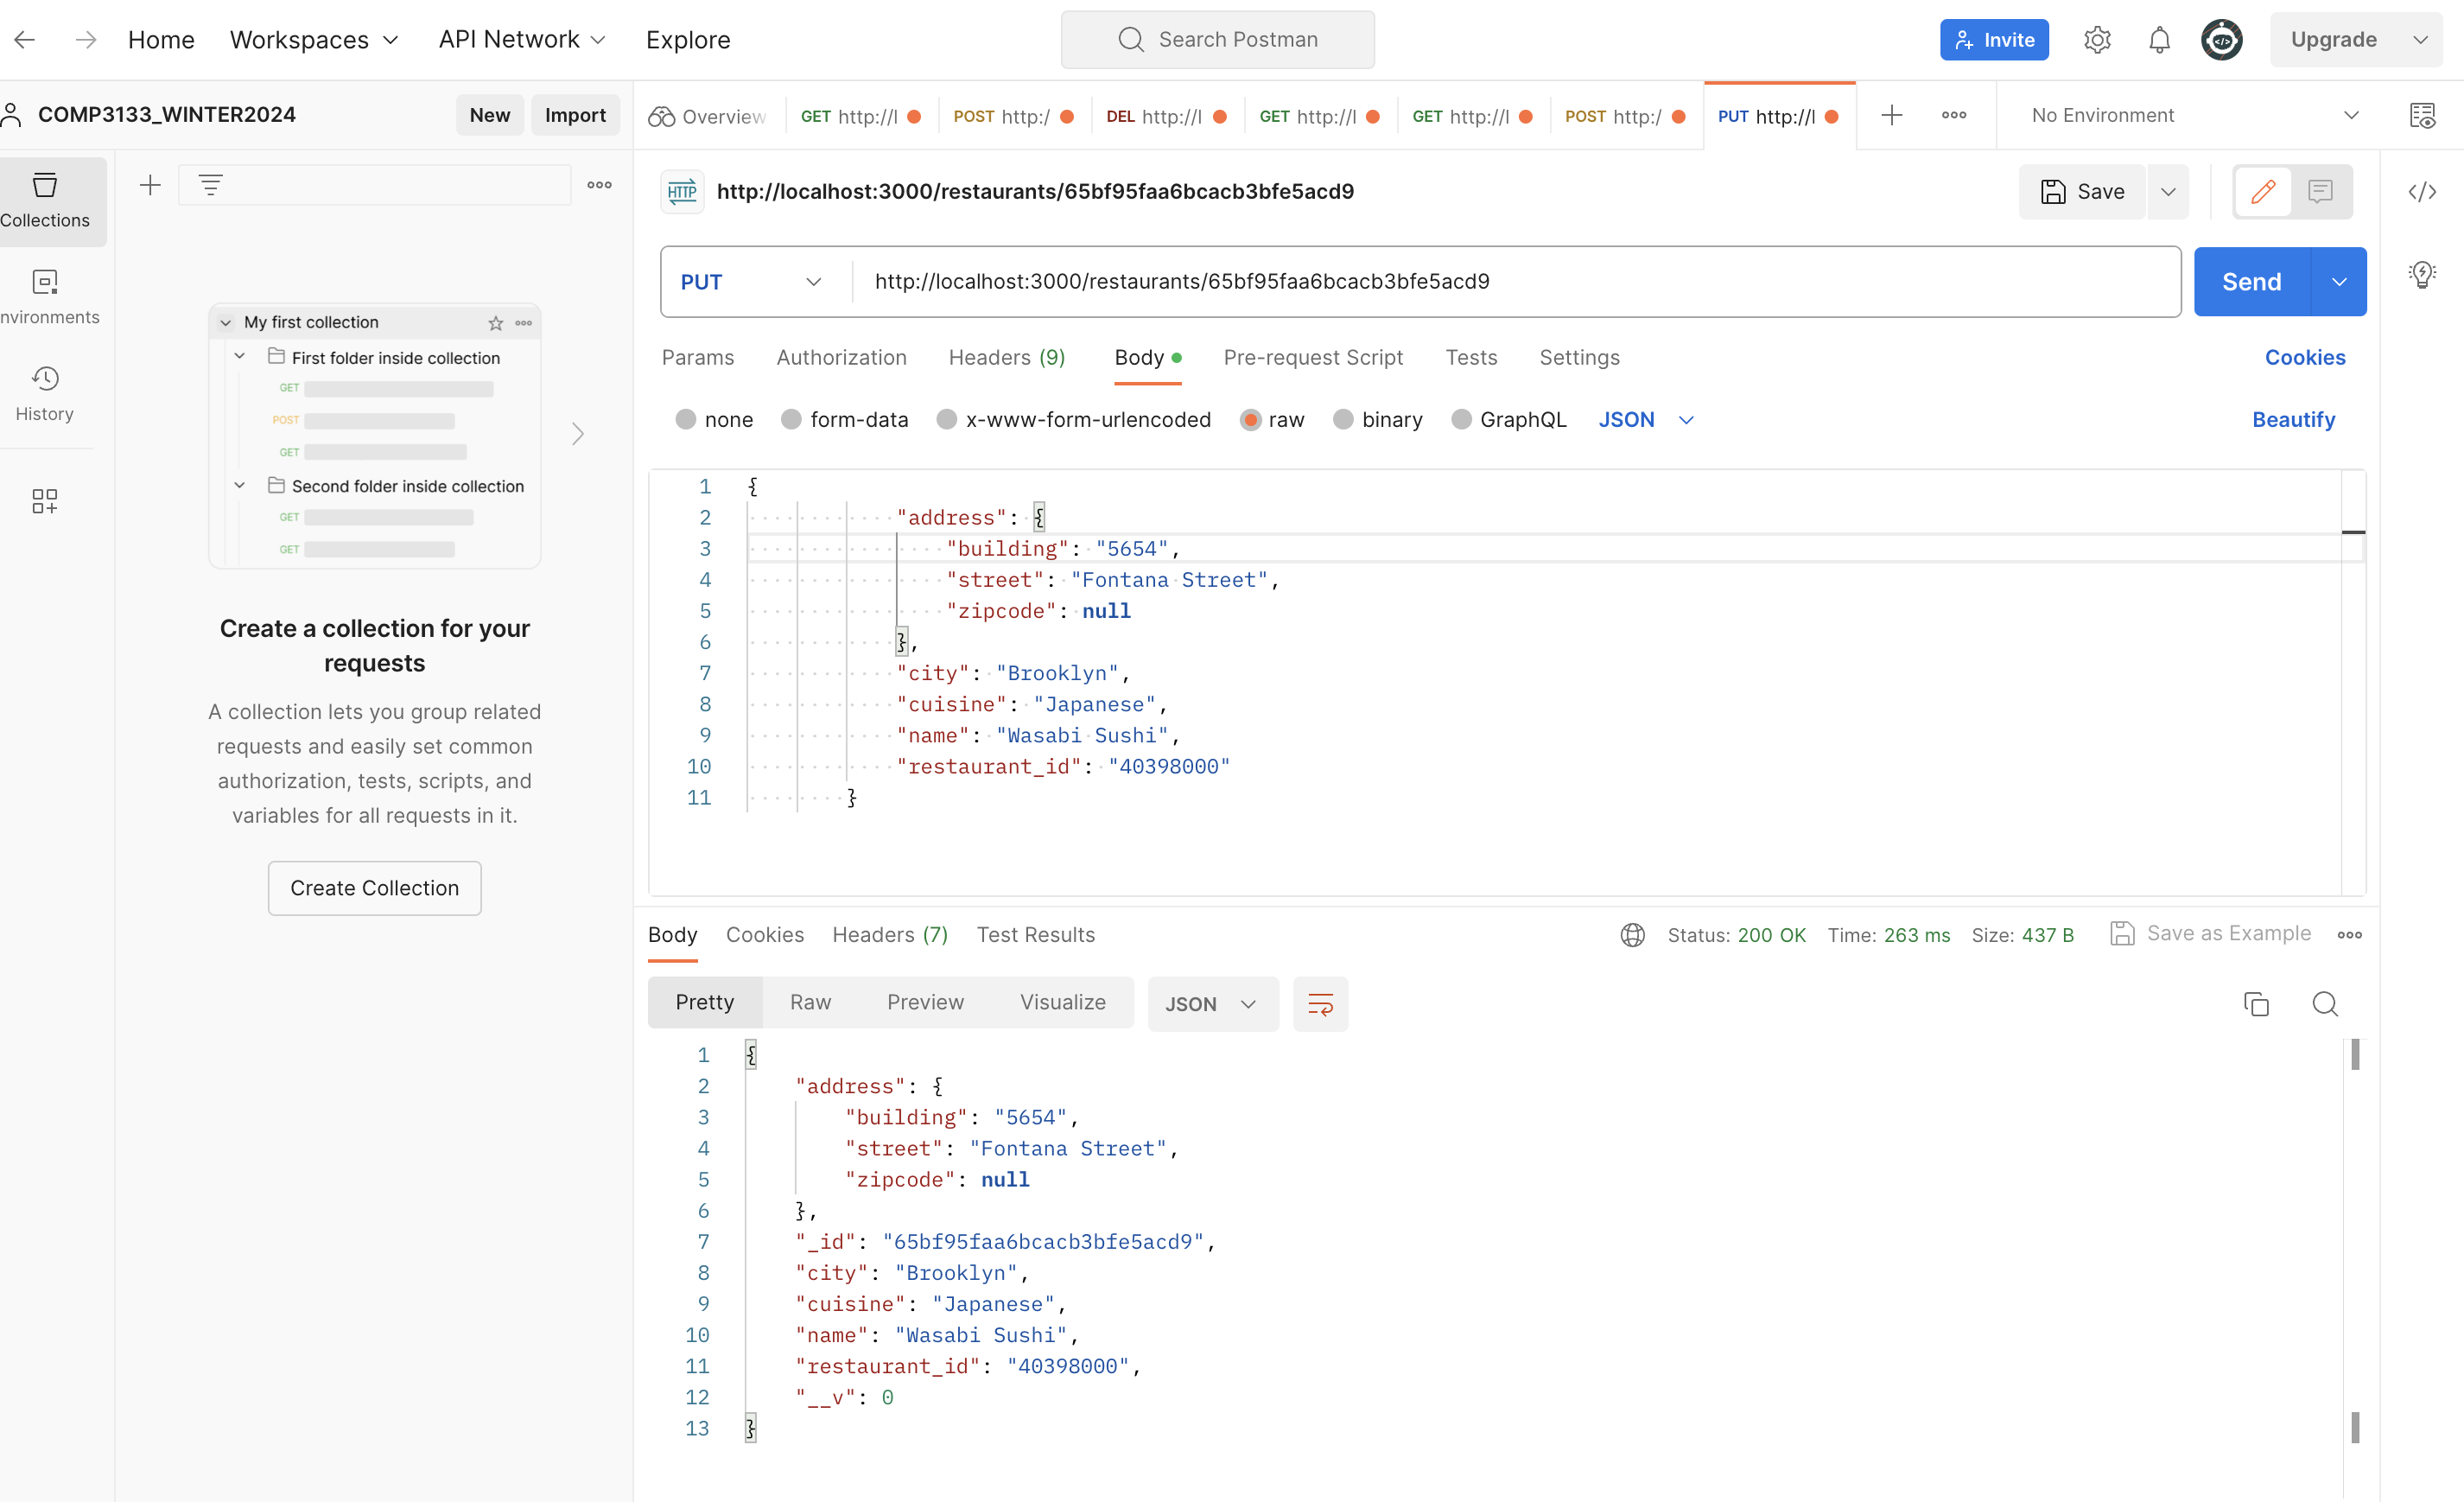 Home Workspaces API Network Explore Search Postman Invite Upgrade
COMP3133_WINTER2024 New Import Overview GET http://l POST http:/ DEL http://l GET http://l GET http://l POST http:/ PUT http://l No Environment
Collections
nvironments
History
My first collection
First folder inside collection
GET
POST
GET
Second folder inside collection
GET
GET
Create a collection for your
requests
A collection lets you group related
requests and easily set common
authorization, tests, scripts, and
variables for all requests in it.
Create Collection
HTTP http://localhost:3000/restaurants/65bf95faa6bcacb3bfe5acd9 Save
PUT http://localhost:3000/restaurants/65bf95faa6bcacb3bfe5acd9 Send
Params Authorization Headers (9) Body Pre-request Script Tests Settings Cookies
none form-data x-www-form-urlencoded raw binary GraphQL JSON Beautify
1 {
2 "address": {
3 "building": "5654",
4 "street": "Fontana Street",
5 "zipcode": null
6 },
7 "city": "Brooklyn",
8 "cuisine": "Japanese",
9 "name": "Wasabi Sushi",
10 "restaurant_id": "40398000"
11 }
Body Cookies Headers (7) Test Results Status: 200 OK Time: 263 ms Size: 437 B Save as Example
Pretty Raw Preview Visualize JSON
1 {
2 "address": {
3 "building": "5654",
4 "street": "Fontana Street",
5 "zipcode": null
6 },
7 "_id": "65bf95faa6bcacb3bfe5acd9",
8 "city": "Brooklyn",
9 "cuisine": "Japanese",
10 "name": "Wasabi Sushi",
11 "restaurant_id": "40398000",
12 "__v": 0
13 }